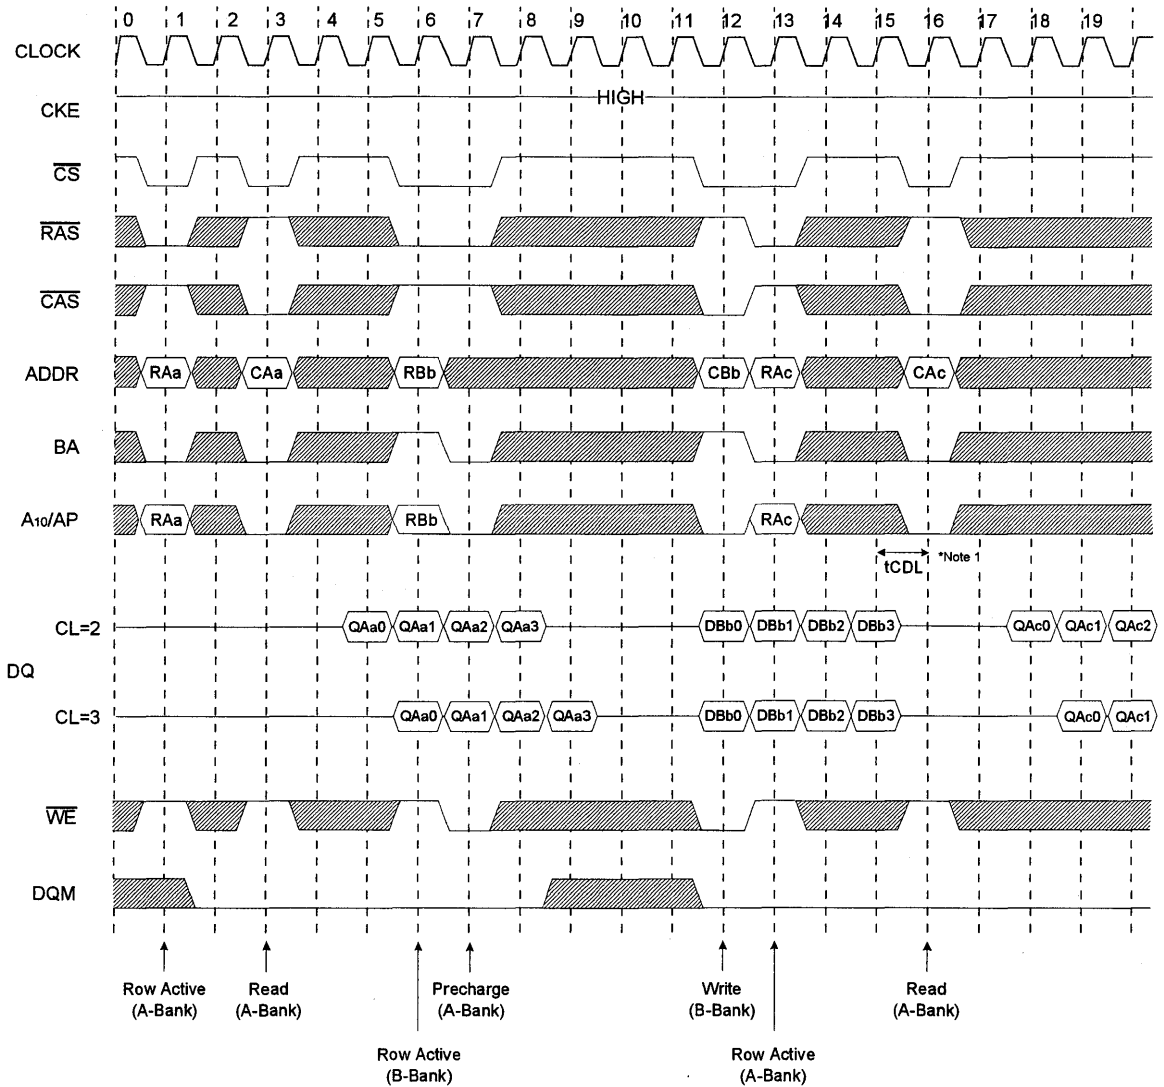 0 1 2 3 4 5 6 7 8 9 10 11 12 13 14 15 16 17 18 19
CLOCK
HIGH
CKE
CS
RAS
CAS
ADDR RAa CAa RBb CBb RAc CAc
BA
A10/AP RAa RBb RAc
tCDL *Note 1
CL=2 QAa0 QAa1 QAa2 QAa3 DBb0 DBb1 DBb2 DBb3 QAc0 QAc1 QAc2
DQ
CL=3 QAa0 QAa1 QAa2 QAa3 DBb0 DBb1 DBb2 DBb3 QAc0 QAc1
WE
DQM
Row Active
(A-Bank)
Read
(A-Bank)
Precharge
(A-Bank)
Write
(B-Bank)
Read
(A-Bank)
Row Active
(B-Bank)
Row Active
(A-Bank)